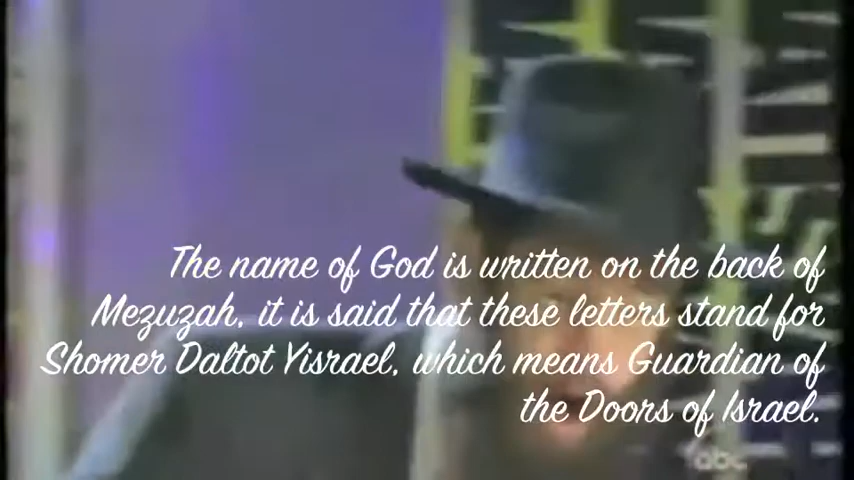 The name of God is written on the back of
Mezuzah, it is said that these letters stand for
Shomer Daltot Yisrael, which means Guardian of
the Doors of Israel.
abc